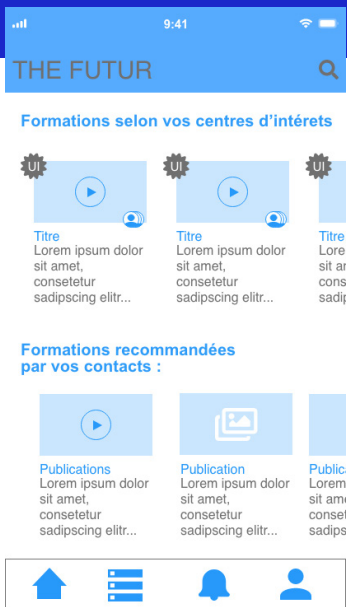 9:41
THE FUTUR
Formations selon vos centres d'intérets
UI UI UI
Titre Titre Titre
Lorem ipsum dolor Lorem ipsum dolor
sit amet, sit amet,
consetetur consetetur
sadipscing elitr... sadipscing elitr...
Formations recommandées
par vos contacts :
Publications Publication
Lorem ipsum dolor Lorem ipsum dolor Lorem
sit amet, sit amet,
consetetur consetetur
sadipscing elitr... sadipscing elitr...